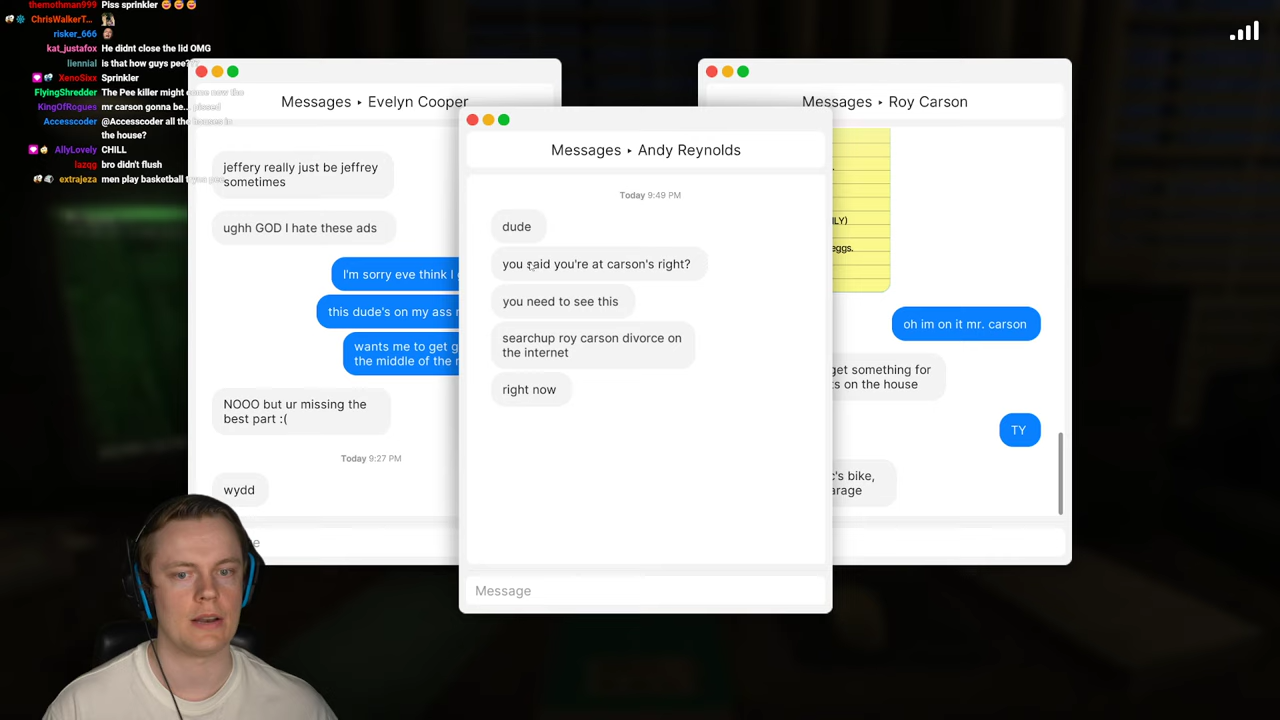 themothman999 Piss sprinkler
ChrisWalkerT...
risker_666
kat_justafox He didnt close the lid OMG
liennial is that how guys pee??
XenoSixx Sprinkler
FlyingShredder The Pee killer might come now tho
KingOfRogues mr carson gonna be... pissed
Accesscoder @Accesscoder all the
the house?
AllyLovely CHILL
lazqg bro didn't flush
extrajeza men play basketball
Messages ▸ Evelyn Cooper
jeffery really just be jeffrey
sometimes
ughh GOD I hate these ads
I'm sorry eve think I
this dude's on my ass
wants me to get g
the middle of the
NOOO but ur missing the
best part :(
Today 9:27 PM
wydd
Messages ▸ Andy Reynolds
Today 9:49 PM
dude
you said you're at carson's right?
you need to see this
searchup roy carson divorce on
the internet
right now
Message
Messages ▸ Roy Carson
LY)
eggs.
oh im on it mr. carson
get something for
s on the house
TY
c's bike,
arage